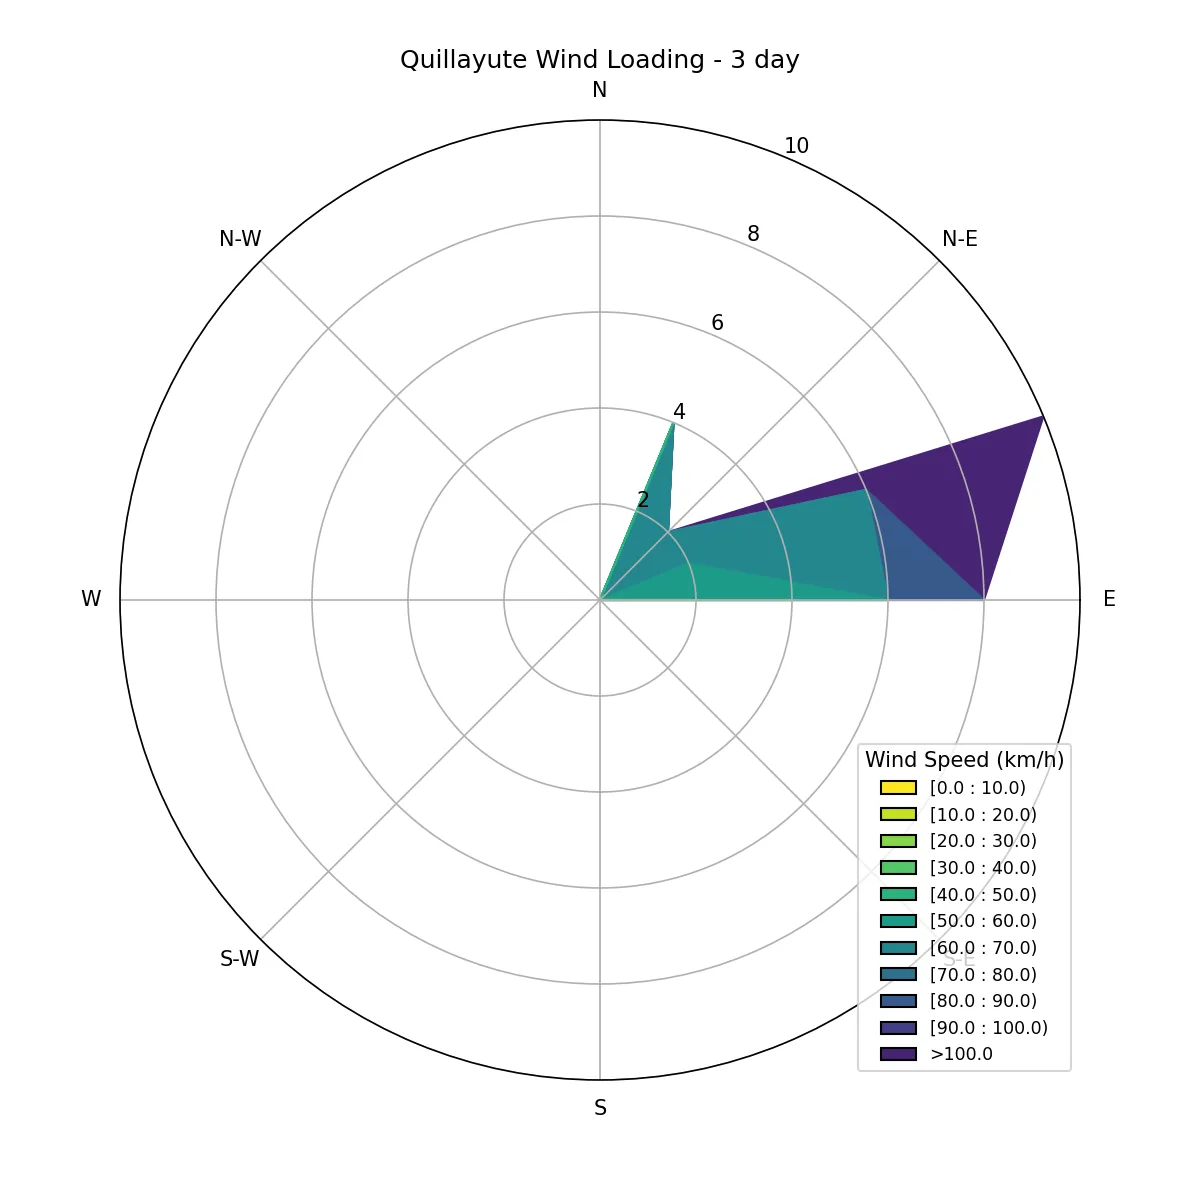 Quillayute Wind Loading - 3 day
N
10
N-W
8
N-E
6
4
2
W
E
Wind Speed (km/h)
[0.0 : 10.0)
[10.0 : 20.0)
[20.0 : 30.0)
[30.0 : 40.0)
[40.0 : 50.0)
[50.0 : 60.0)
[60.0 : 70.0)
[70.0 : 80.0)
[80.0 : 90.0)
[90.0 : 100.0)
>100.0
S-W
S-E
S